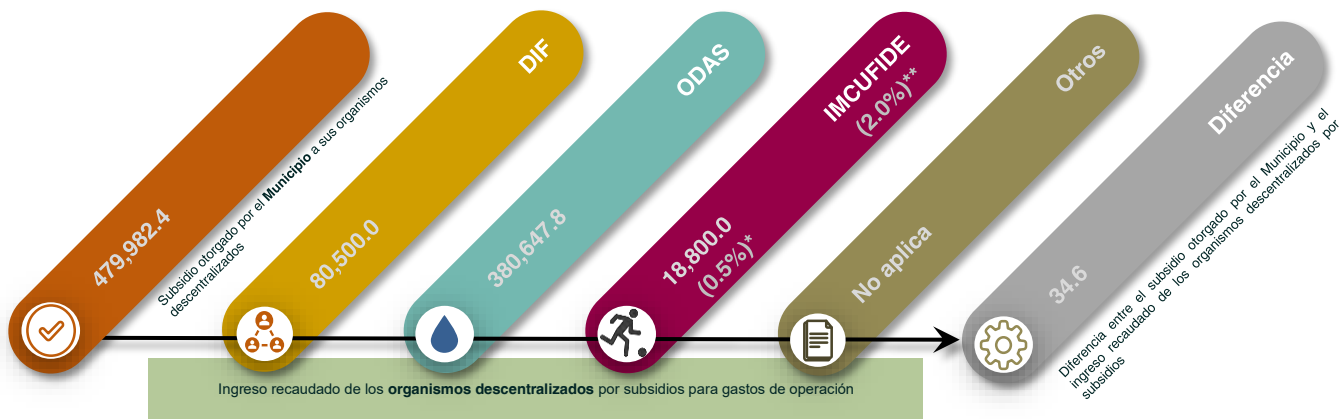 479,982.4
Subsidio otorgado por el Municipio a sus organismos
descentralizados
DIF
80,500.0
ODAS
380,647.8
IMCUFIDE
(2.0%)**
18,800.0
(0.5%)*
Otros
No aplica
Diferencia
34.6
Diferencia entre el subsidio otorgado por el Municipio y el
ingreso recaudado de los organismos descentralizados por
subsidios
Ingreso recaudado de los organismos descentralizados por subsidios para gastos de operación